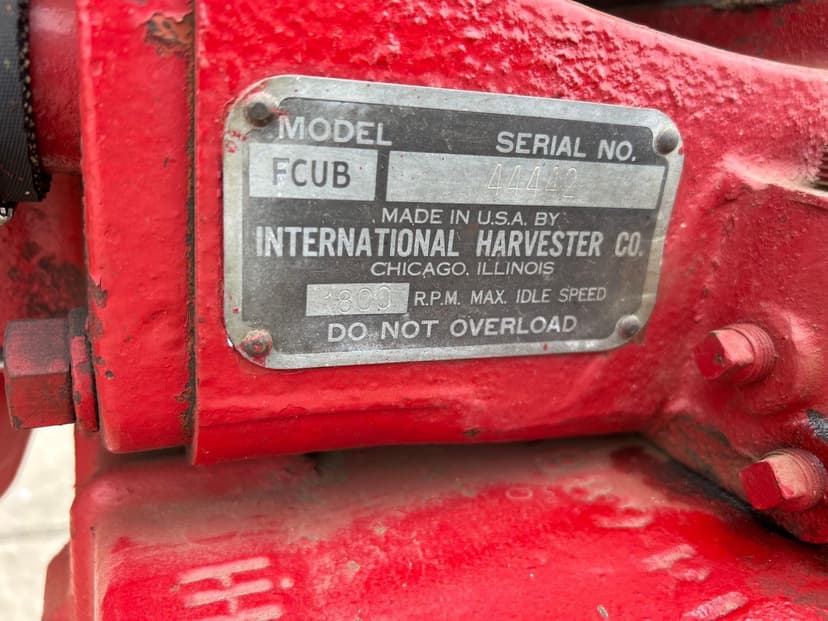 MODEL SERIAL NO.
FCUB 44442
MADE IN U.S.A. BY
INTERNATIONAL HARVESTER CO.
CHICAGO, ILLINOIS
1800 R.P.M. MAX. IDLE SPEED
DO NOT OVERLOAD